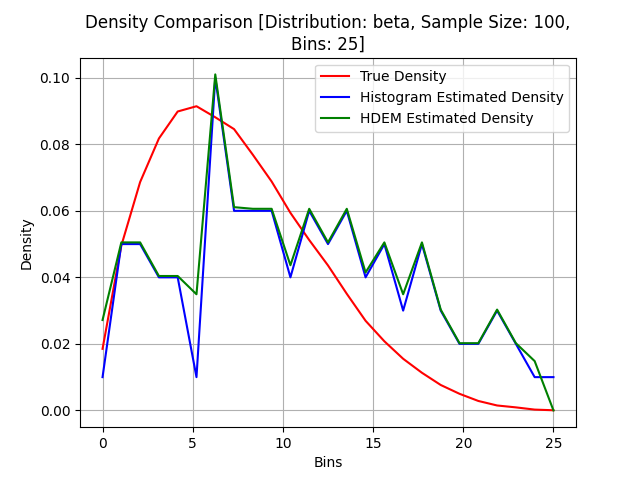 Density Comparison [Distribution: beta, Sample Size: 100,
Bins: 25]
True Density
Histogram Estimated Density
HDEM Estimated Density
Density
0.10
0.08
0.06
0.04
0.02
0.00
0 5 10 15 20 25
Bins